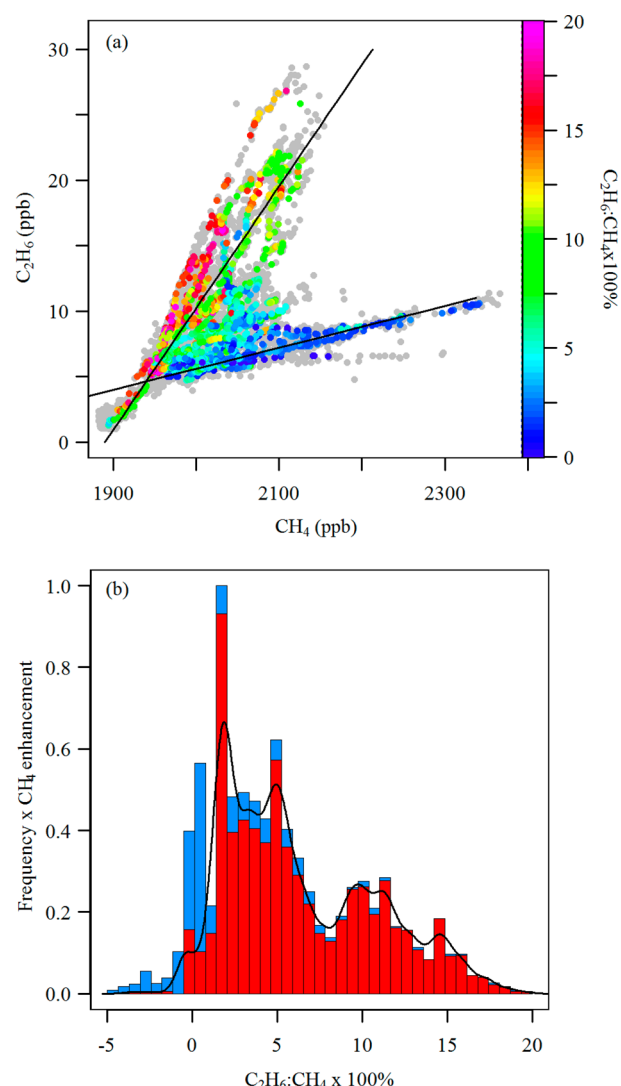 (a)
30
20
10
0
C₂H₆ (ppb)
1900 2100 2300
CH₄ (ppb)
20
15
10
5
0
C₂H₆:CH₄x100%
(b)
1.0
0.8
0.6
0.4
0.2
0.0
Frequency x CH₄ enhancement
-5 0 5 10 15 20
C₂H₆:CH₄ x 100%